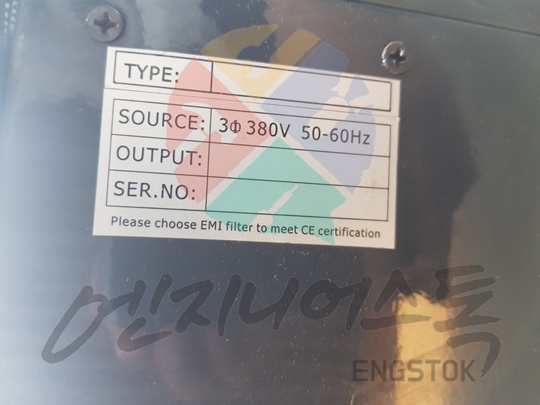 TYPE:
SOURCE: 3Φ 380V 50-60Hz
OUTPUT:
SER.NO:
Please choose EMI filter to meet CE certification
엔지니어스톡
ENGSTOK